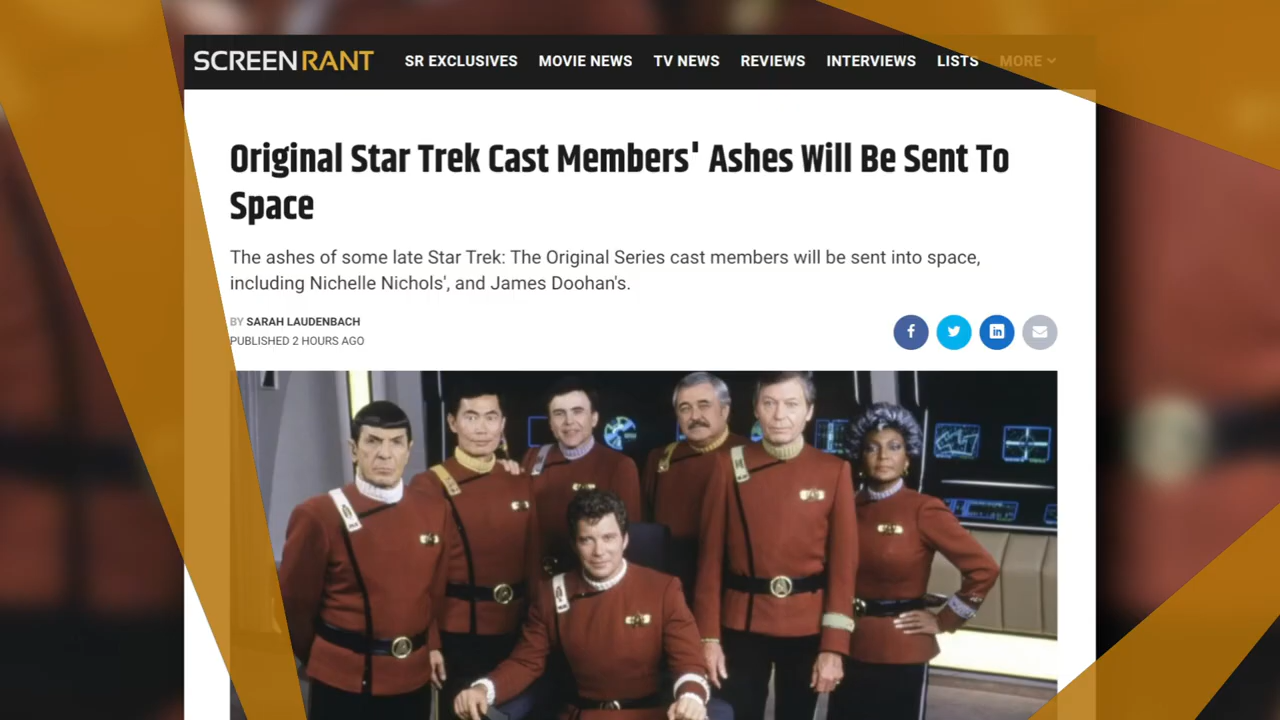 SCREENRANT SR EXCLUSIVES MOVIE NEWS TV NEWS REVIEWS INTERVIEWS LISTS MORE
Original Star Trek Cast Members' Ashes Will Be Sent To
Space
The ashes of some late Star Trek: The Original Series cast members will be sent into space,
including Nichelle Nichols', and James Doohan's.
BY SARAH LAUDENBACH
PUBLISHED 2 HOURS AGO